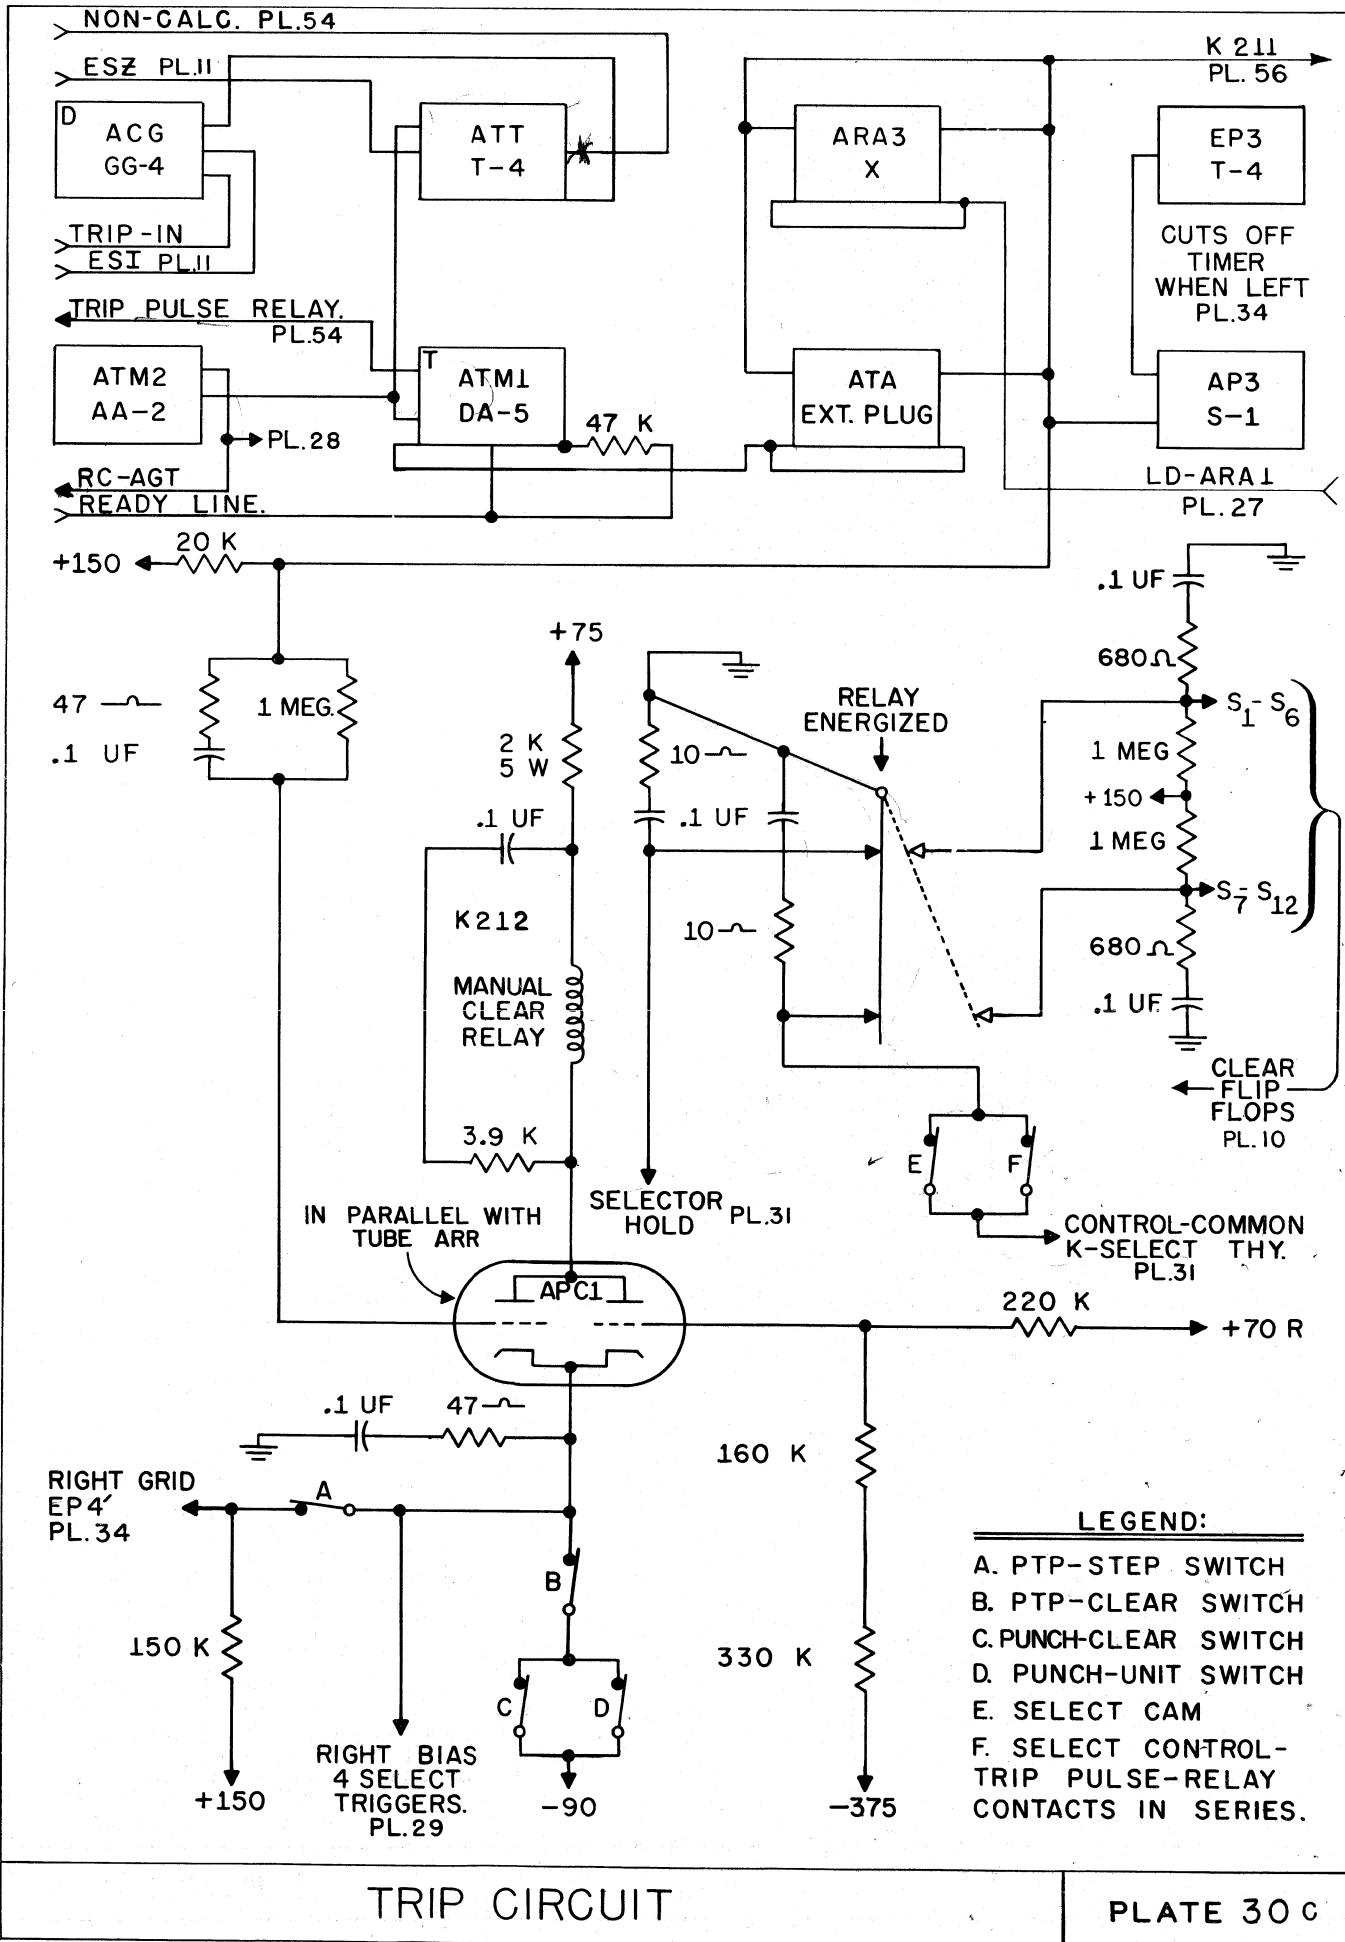 NON-CALC. PL.54
ESZ PL.11
D
ACG
GG-4
TRIP-IN
ESI PL.11
TRIP PULSE RELAY.
PL.54
ATM2
AA-2
PL.28
RC-AGT
READY LINE.
ATT
T-4
T
ATM1
DA-5
47 K
K 211
PL. 56
ARA3
X
EP3
T-4
CUTS OFF
TIMER
WHEN LEFT
PL.34
ATA
EXT. PLUG
AP3
S-1
LD-ARA1
PL.27
+150
20 K
47
.1 UF
1 MEG.
+75
2 K
5 W
.1 UF
K212
MANUAL
CLEAR
RELAY
3.9 K
10
.1 UF
10
RELAY
ENERGIZED
.1 UF
680Ω
S1-S6
1 MEG
+150
1 MEG
S7-S12
680Ω
.1 UF
CLEAR
FLIP
FLOPS
PL.10
SELECTOR
HOLD
PL.31
E
F
CONTROL-COMMON
K-SELECT THY.
PL.31
IN PARALLEL WITH
TUBE ARR
APC1
220 K
+70 R
.1 UF
47
160 K
RIGHT GRID
EP4'
PL.34
A
B
150 K
C
D
330 K
+150
RIGHT BIAS
4 SELECT
TRIGGERS.
PL.29
-90
-375
LEGEND:
A. PTP-STEP SWITCH
B. PTP-CLEAR SWITCH
C. PUNCH-CLEAR SWITCH
D. PUNCH-UNIT SWITCH
E. SELECT CAM
F. SELECT CONTROL-
TRIP PULSE-RELAY
CONTACTS IN SERIES.
TRIP CIRCUIT
PLATE 30 C